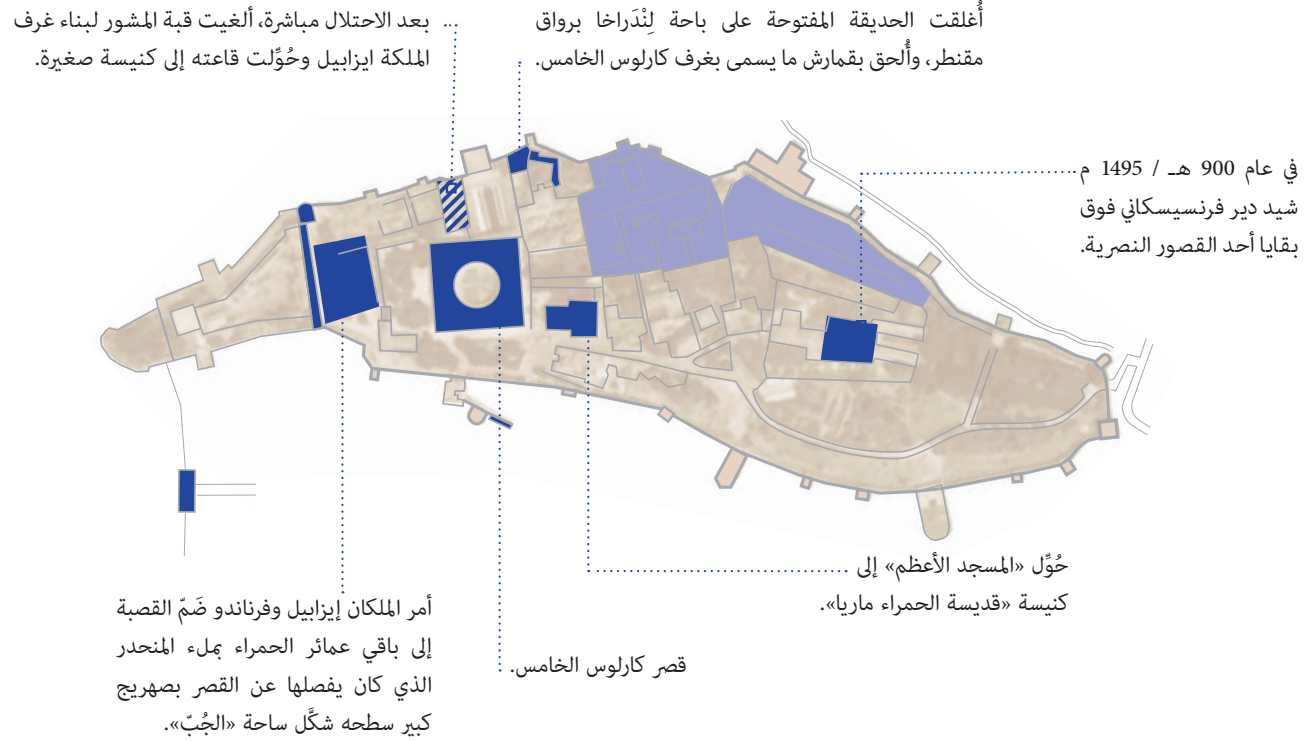 أُغلقت الحديقة المفتوحة على باحة لِنْدَراخا برواق
مقنطر، وأُلحق بقمارش ما يسمى بغرف كارلوس الخامس.
بعد الاحتلال مباشرة، ألغيت قبة المشور لبناء غرف
الملكة ايزابيل وحُوِّلت قاعته إلى كنيسة صغيرة.
في عام 900 هـ / 1495 م
شيد دير فرنسيسكاني فوق
بقايا أحد القصور النصرية.
حُوِّل «المسجد الأعظم» إلى
كنيسة «قديسة الحمراء ماريا».
قصر كارلوس الخامس.
أمر الملكان إيزابيل وفرناندو ضَمّ القصبة
إلى باقي عمائر الحمراء بملء المنحدر
الذي كان يفصلها عن القصر بصهريج
كبير سطحه شكَّل ساحة «الجُبّ».